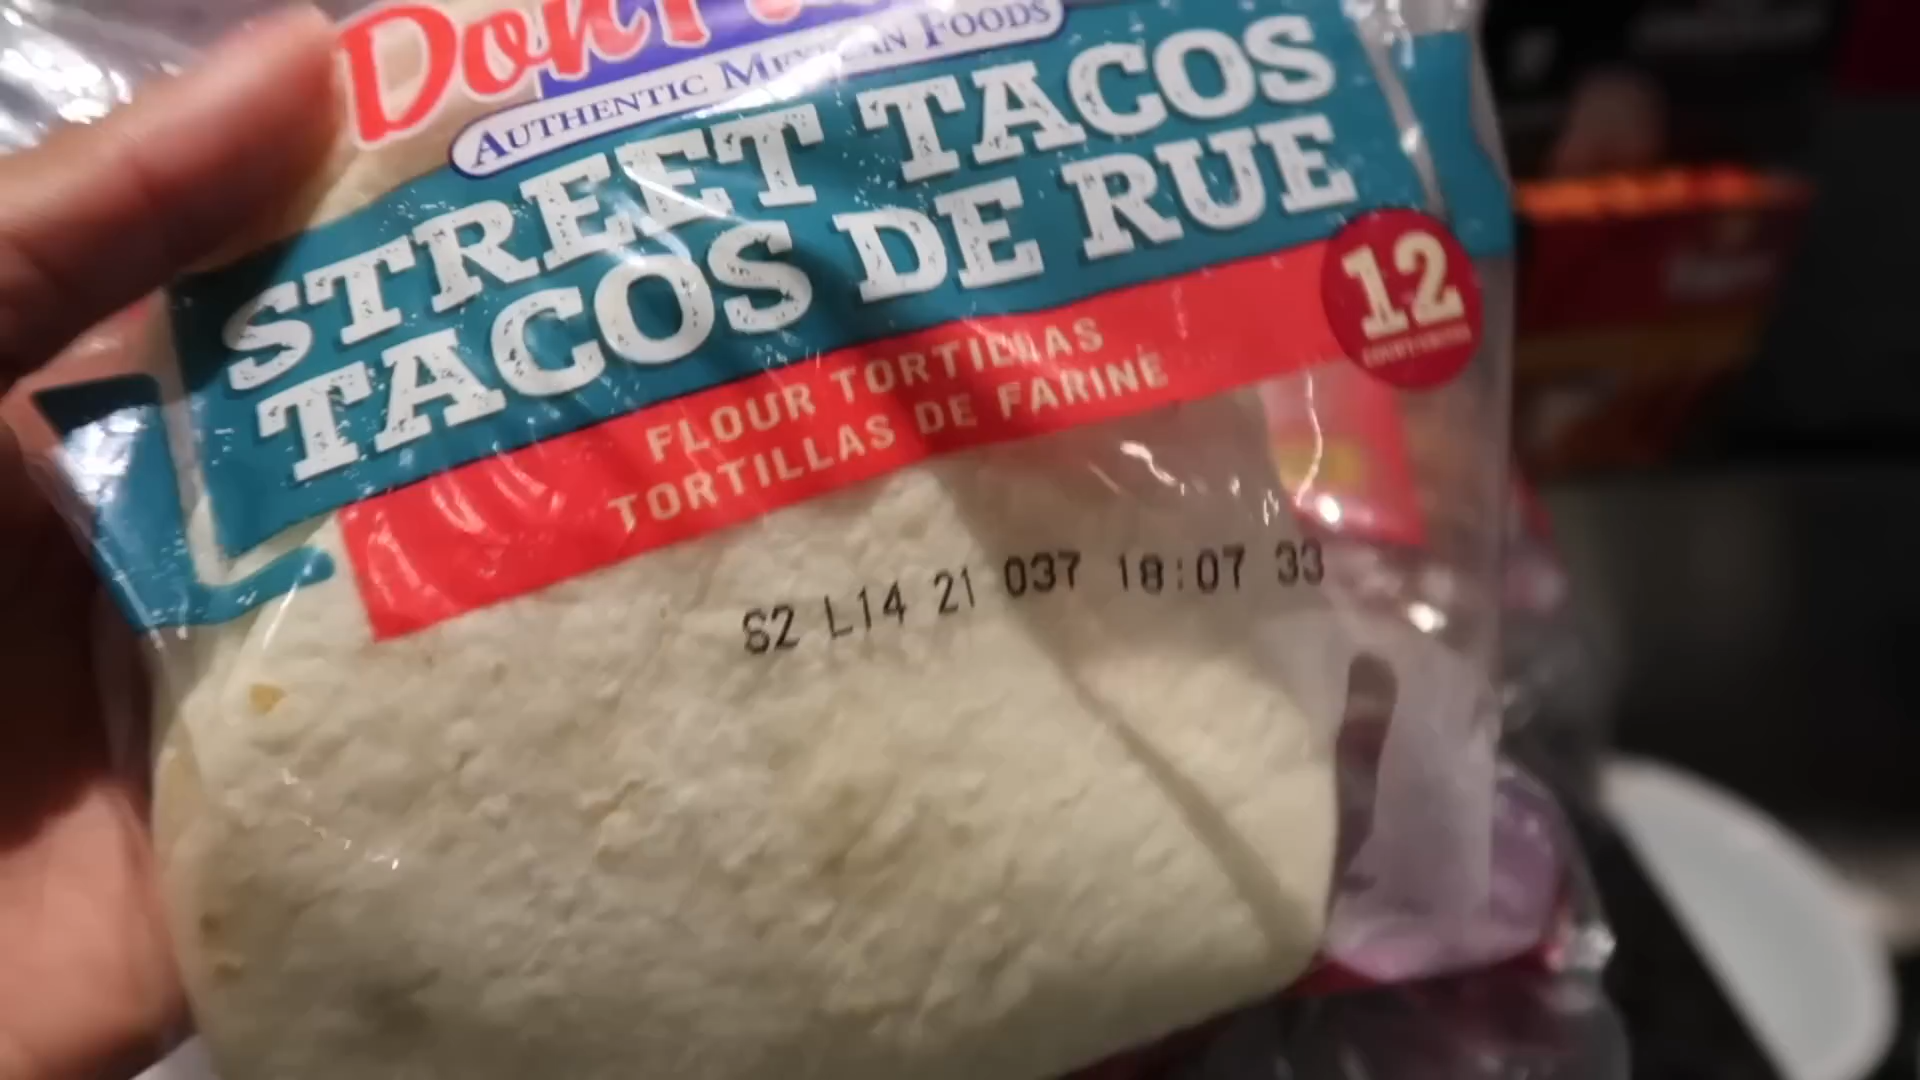 Don
AUTHENTIC MEXICAN FOODS
STREET TACOS
TACOS DE RUE
FLOUR TORTILLAS
TORTILLAS DE FARINE
12
S2 L14 21 037 18:07 33